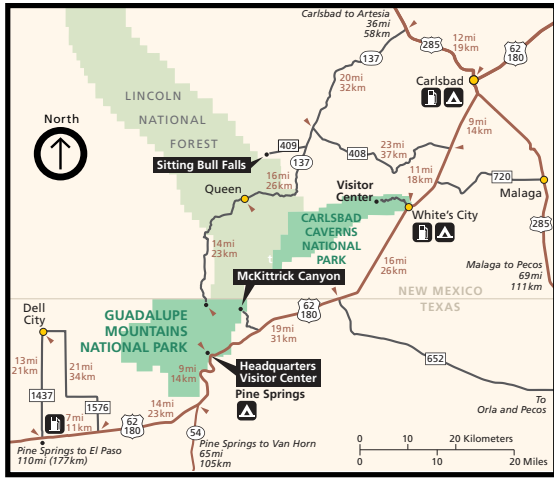 Carlsbad to Artesia
36mi
58km
285
12mi
19km
62
180
137
20mi
32km
Carlsbad
LINCOLN
NATIONAL
FOREST
North
9mi
14km
409
408
23mi
37km
137
Sitting Bull Falls
16mi
26km
11mi
18km
720
Queen
Visitor
Center
Malaga
White's City
CARLSBAD
CAVERNS
NATIONAL
PARK
285
14mi
23km
16mi
26km
Malaga to Pecos
69mi
111km
McKittrick Canyon
NEW MEXICO
TEXAS
Dell
City
GUADALUPE
MOUNTAINS
NATIONAL PARK
62
180
19mi
31km
13mi
21km
21mi
34km
652
9mi
14km
Headquarters
Visitor Center
Pine Springs
1437
1576
7mi
11km
14mi
23km
62
180
54
To
Orla and Pecos
Pine Springs to El Paso
110mi (177km)
Pine Springs to Van Horn
65mi
105km
0 10 20 Kilometers
0 10 20 Miles